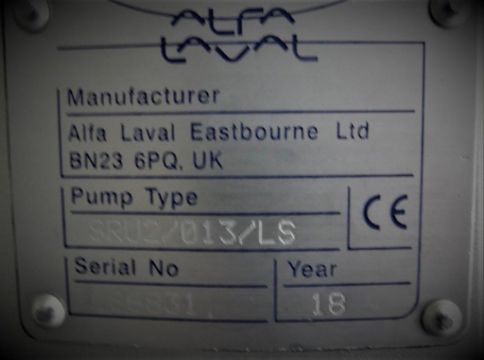 ALFA
LAVAL
Manufacturer
Alfa Laval Eastbourne Ltd
BN23 6PQ, UK
Pump Type
SRU2/013/LS
CE
Serial No
Year
18